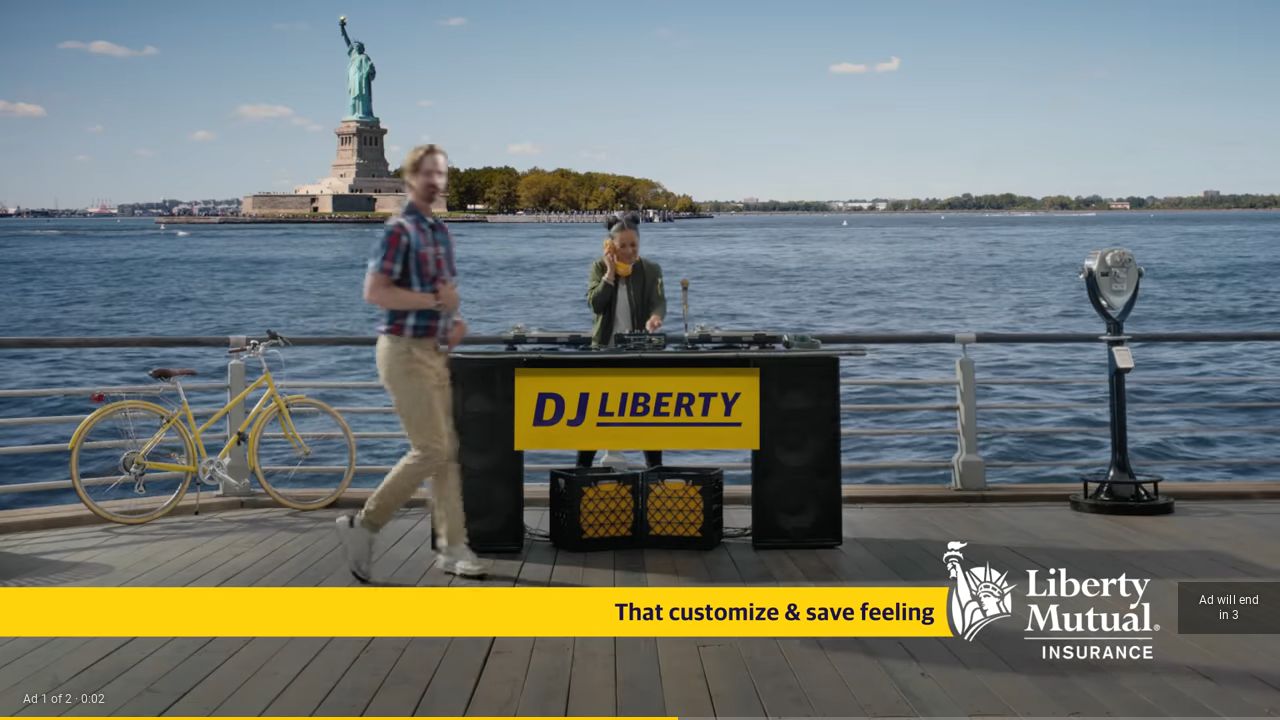 DJ LIBERTY
That customize & save feeling
Liberty
Mutual®
INSURANCE
Ad will end
in 3
Ad 1 of 2 · 0:02